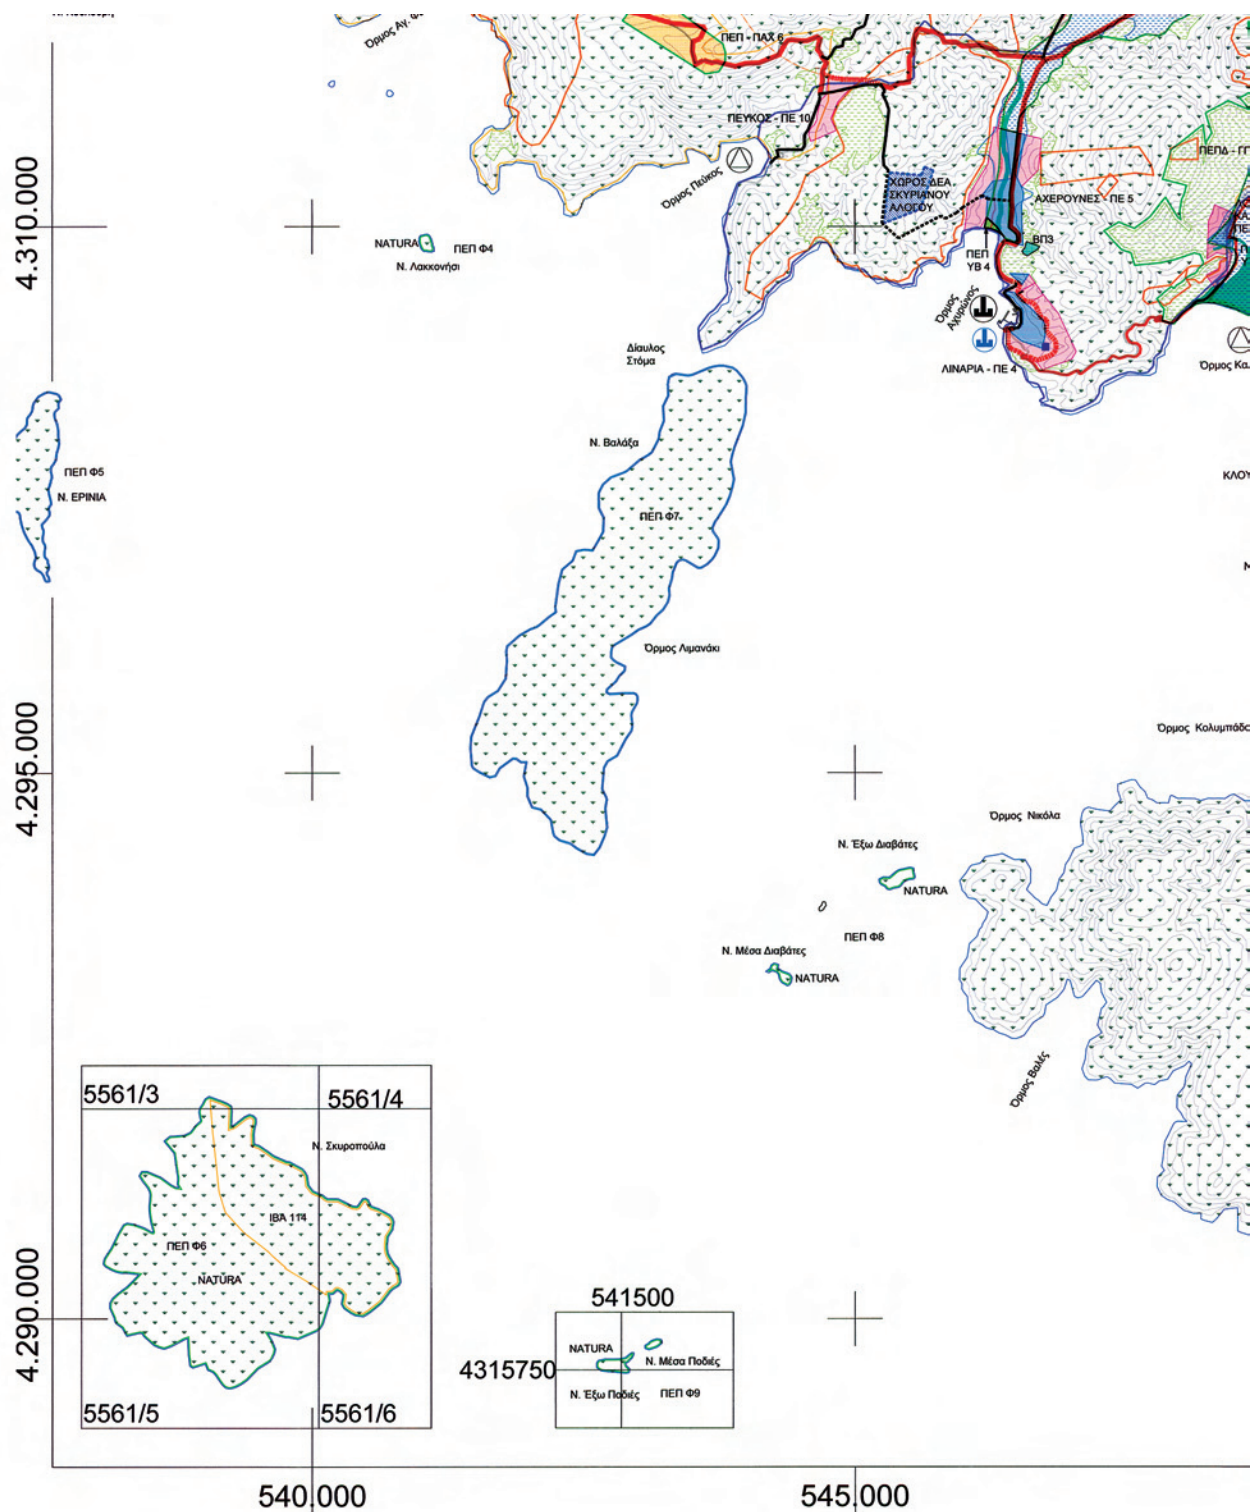 ΠΕΠ - ΠΑΧ 6
ΠΕΥΚΟΣ - ΠΕ 10
Όρμος Πεύκος
ΧΩΡΟΣ ΔΕΑ
ΣΚΥΡΙΑΝΟΥ
ΑΛΟΓΟΥ
ΑΧΕΡΟΥΝΕΣ - ΠΕ 5
4.310.000
NATURA
ΠΕΠ Φ4
Ν. Λακκονήσι
ΠΕΠ
ΥΒ 4
ΒΠ3
Όρμος
Αχιρώνος
Δίαυλος
Στόμα
ΛΙΝΑΡΙΑ - ΠΕ 4
Ν. Βαλάξα
ΠΕΠ Φ5
Ν. ΕΡΙΝΙΑ
ΠΕΠ Φ7
Όρμος Λιμανάκι
4.295.000
Όρμος Νικόλα
Ν. Έξω Διαβάτες
NATURA
ΠΕΠ Φ8
Ν. Μέσα Διαβάτες
NATURA
Όρμος Βαλές
5561/3
5561/4
Ν. Σκυροπούλα
IBA 114
ΠΕΠ Φ6
NATURA
4.290.000
5561/5
5561/6
541500
NATURA
Ν. Μέσα Ποδιές
4315750
Ν. Έξω Ποδιές
ΠΕΠ Φ9
540.000
545.000